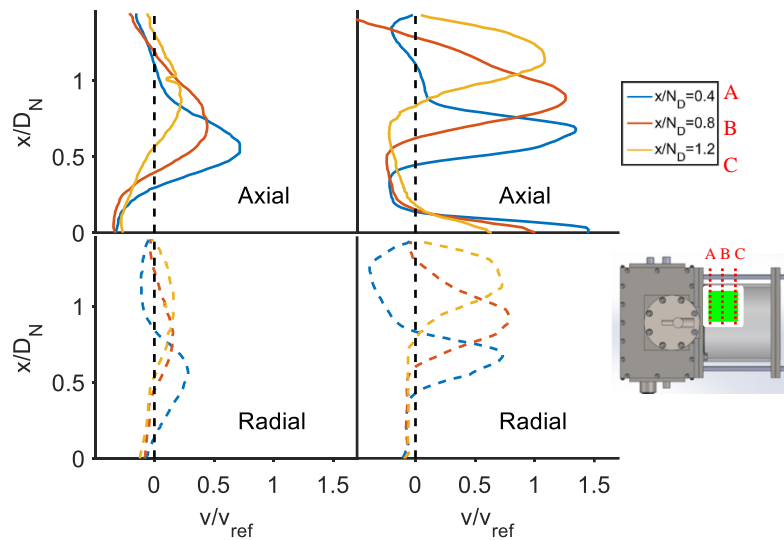 x/D_N
1
0.5
0
Axial
Axial
x/N_D=0.4 A
x/N_D=0.8 B
x/N_D=1.2 C
x/D_N
1
0.5
0
Radial
Radial
A B C
0 0.5 1 1.5
0 0.5 1 1.5
v/v_ref
v/v_ref